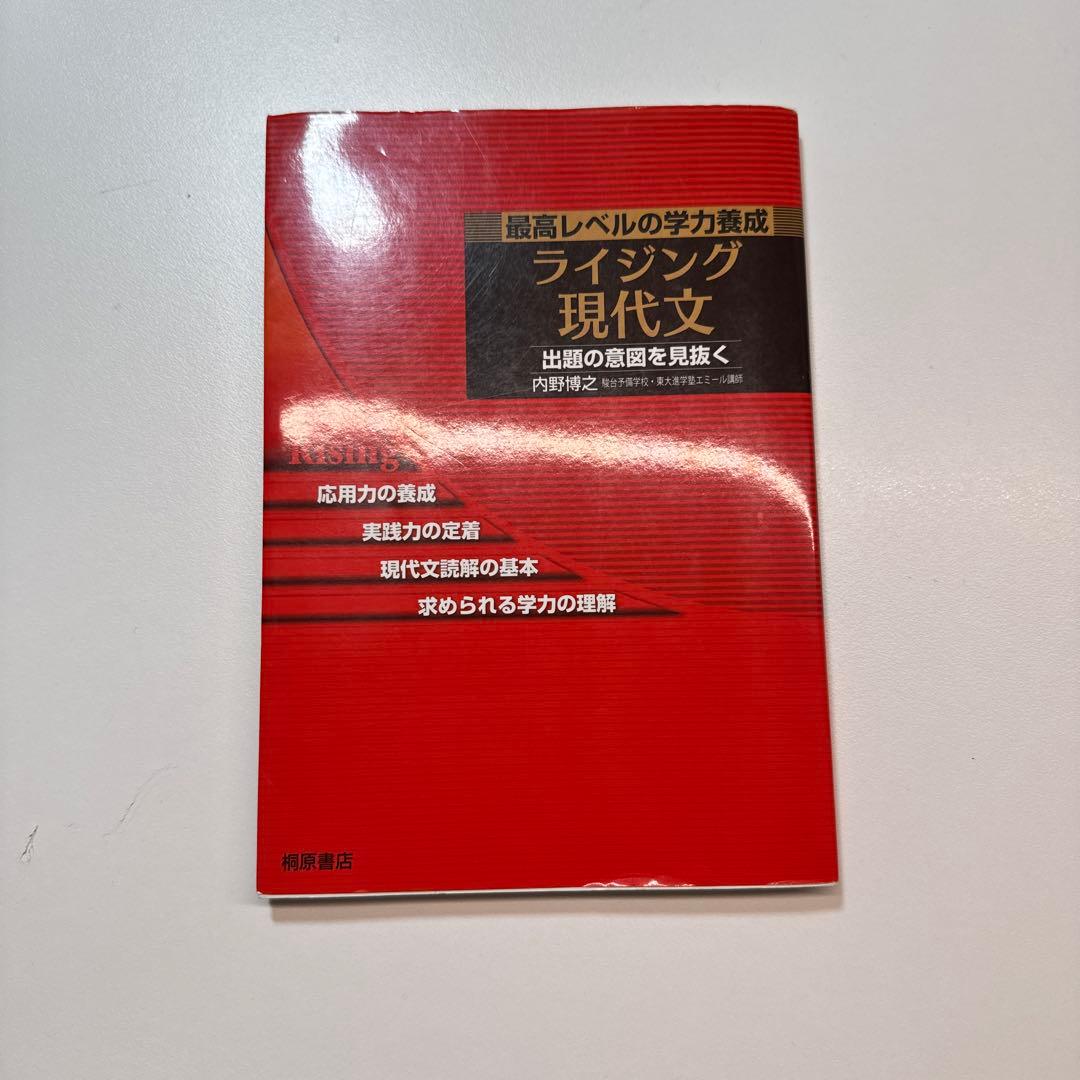 最高レベルの学力養成
ライジング
現代文
出題の意図を見抜く
内野博之 駿台予備学校・東大進学塾エミール講師
Rising
応用力の養成
実践力の定着
現代文読解の基本
求められる学力の理解
桐原書店